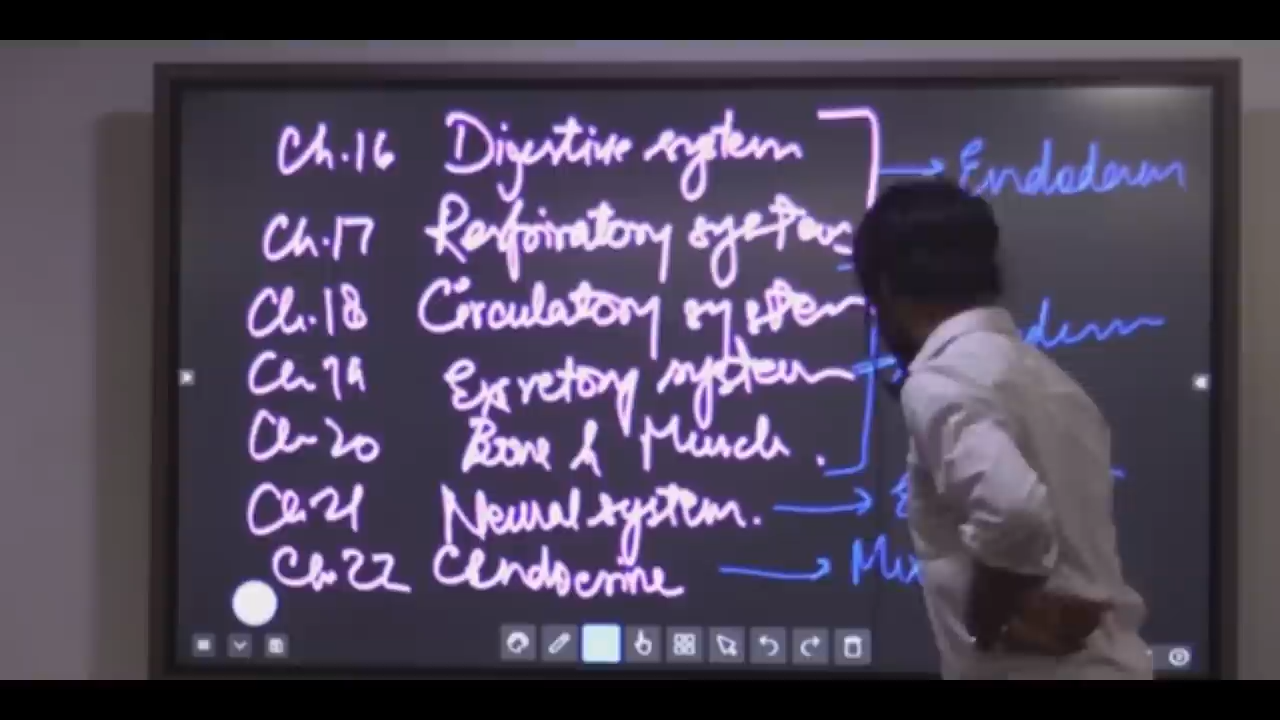 Ch.16 Digestive system → Endoderm
Ch.17 Respiratory system
Ch.18 Circulatory system
Ch.19 Excretory system
Ch.20 Bone & Muscle.
Ch.21 Neural system. →
Ch.22 Endocrine →